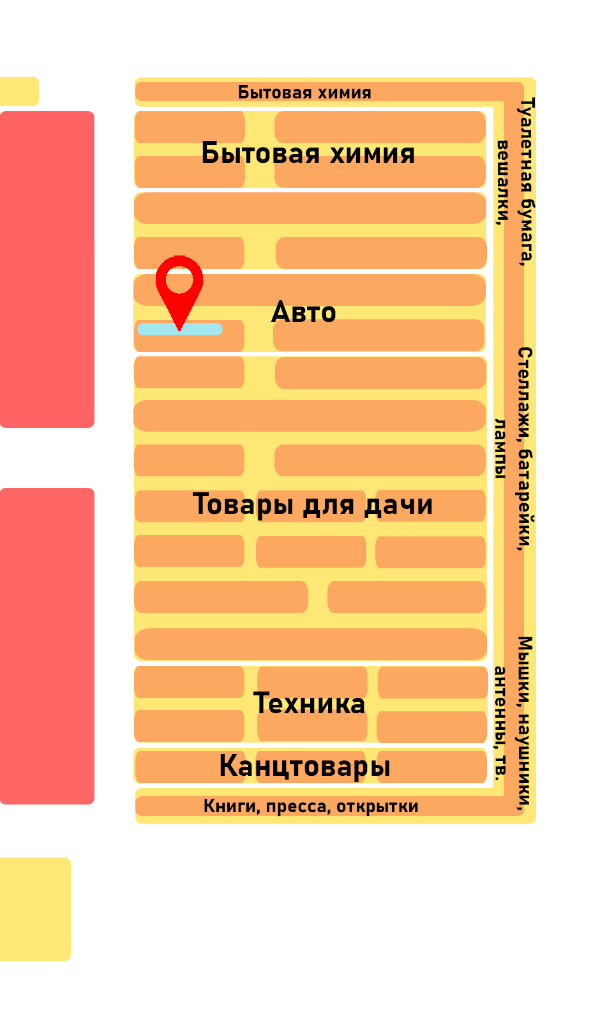 Бытовая химия
Бытовая химия
Туалетная бумага,
вешалки,
Авто
Стеллажи, батарейки,
лампы
Товары для дачи
Мышки, наушники,
антенны, тв.
Техника
Канцтовары
Книги, пресса, открытки